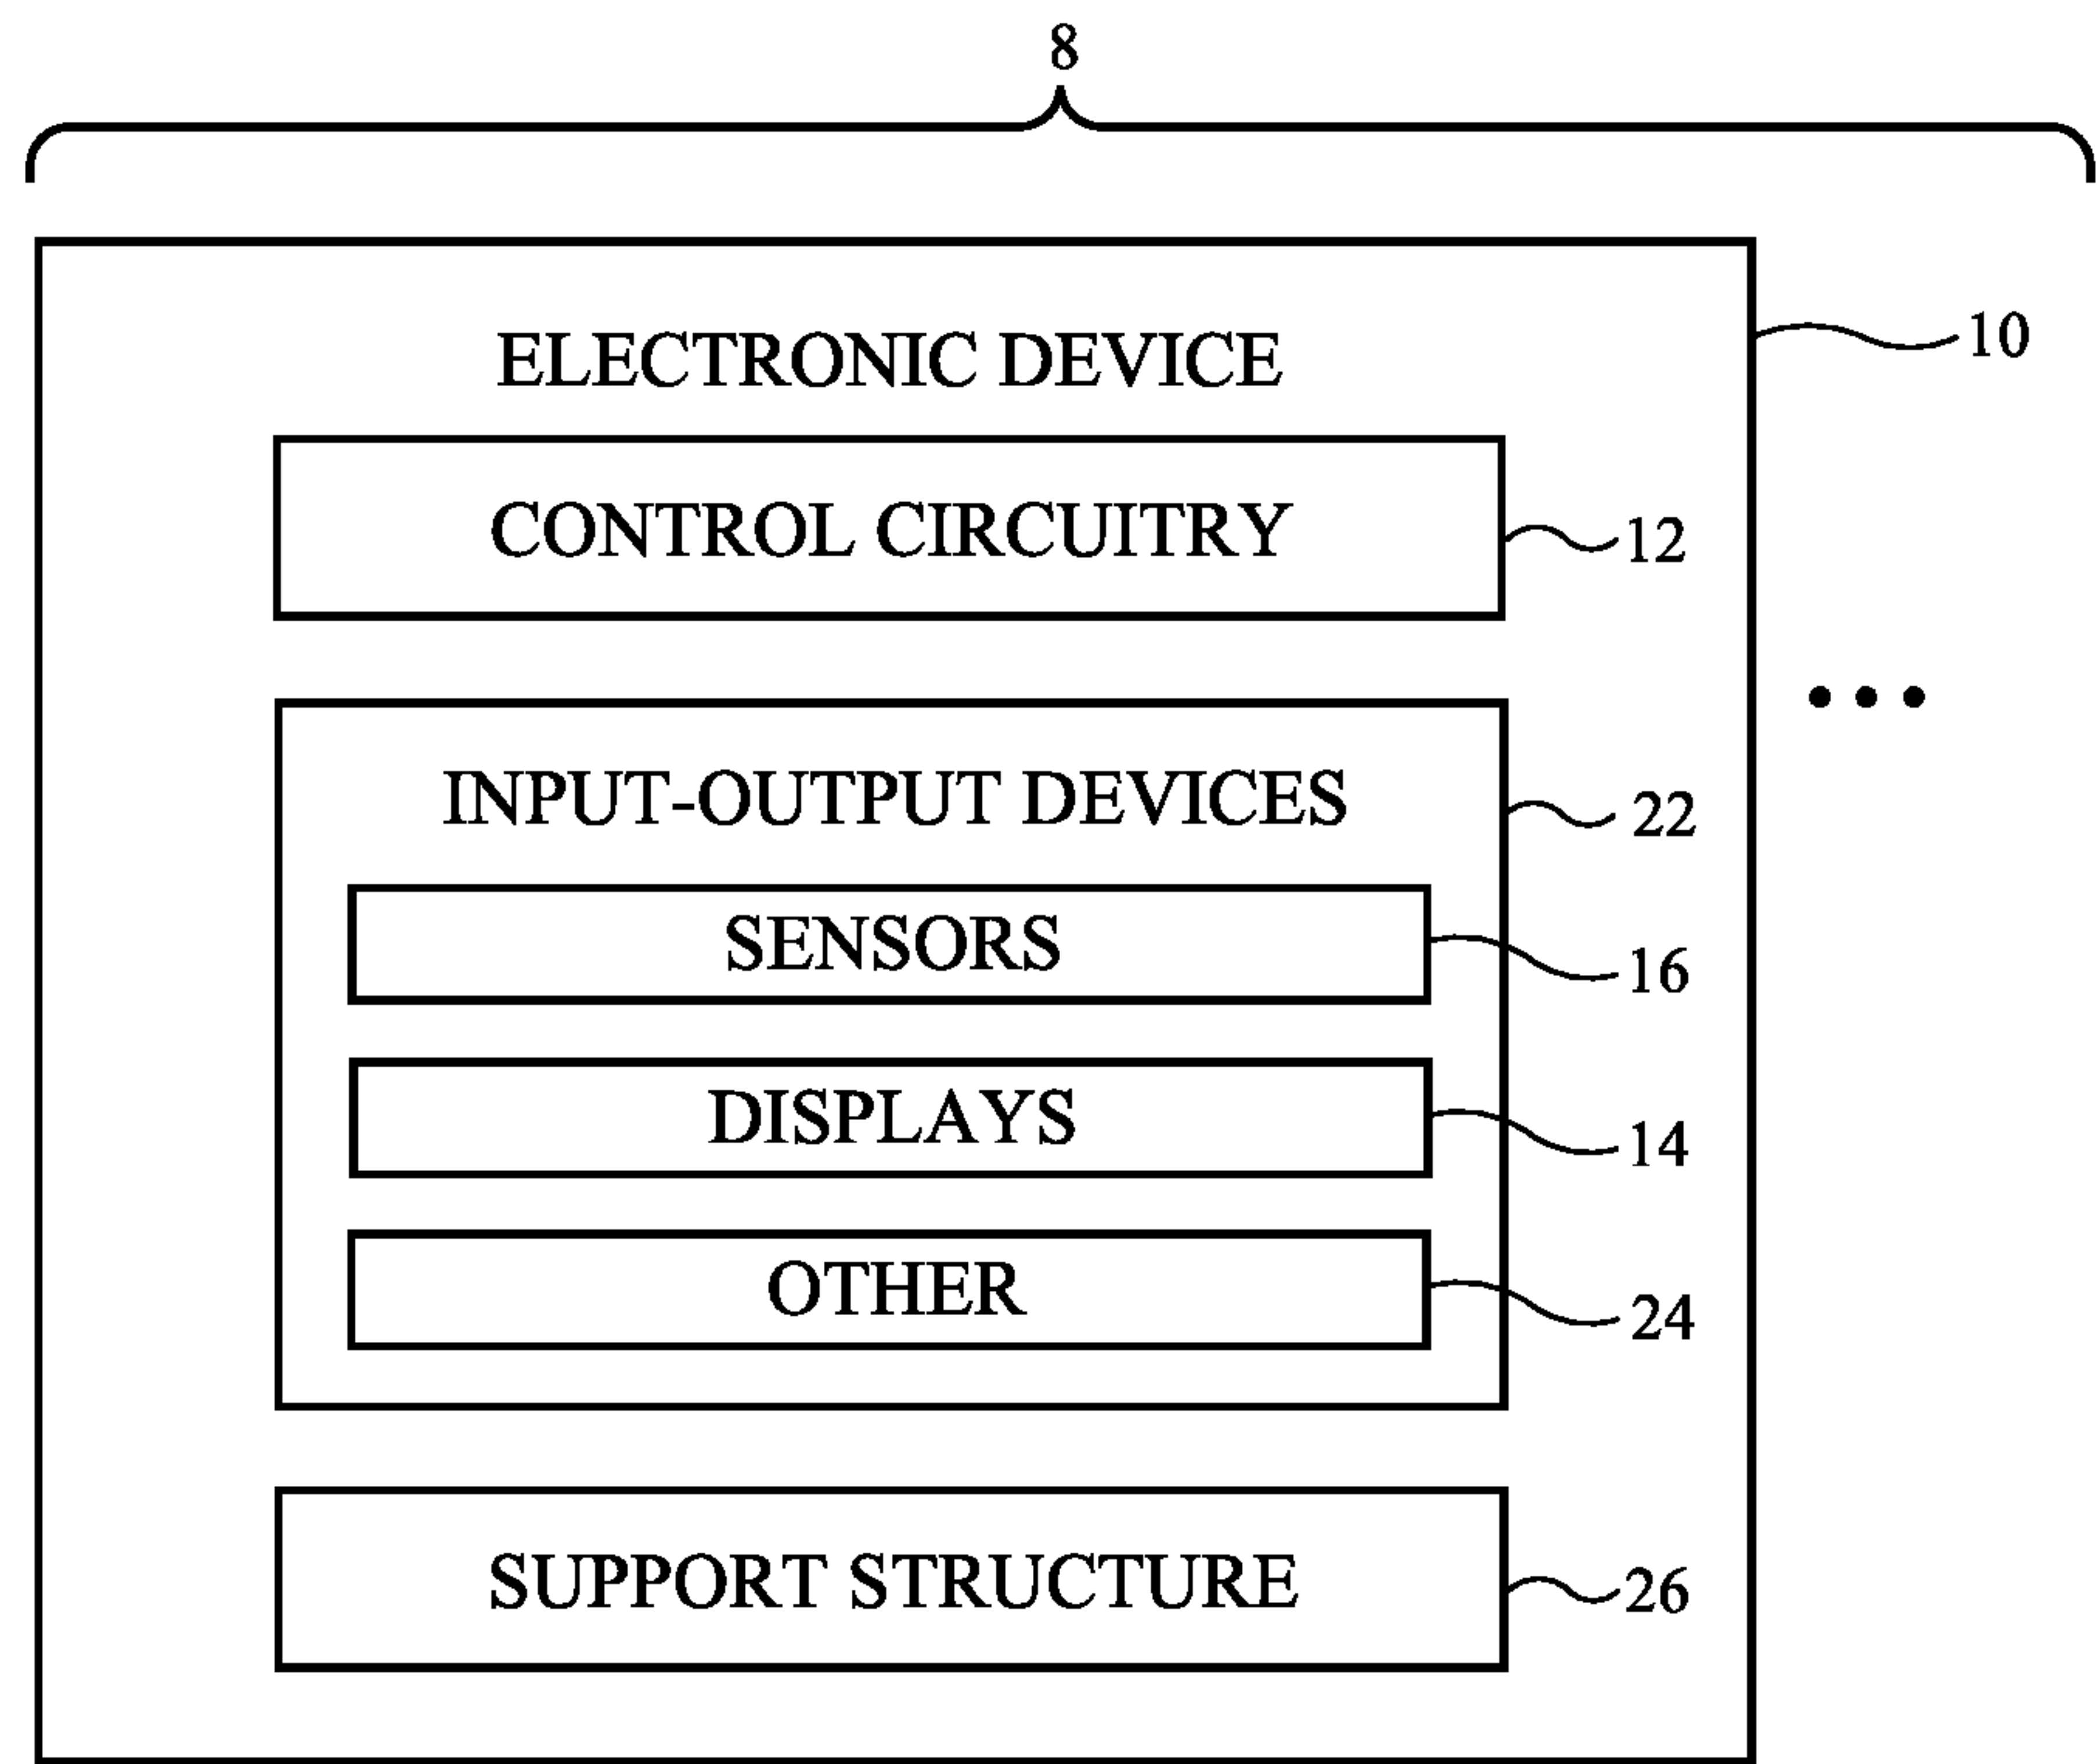 8
ELECTRONIC DEVICE
10
CONTROL CIRCUITRY
12
•••
INPUT-OUTPUT DEVICES
22
SENSORS
16
DISPLAYS
14
OTHER
24
SUPPORT STRUCTURE
26